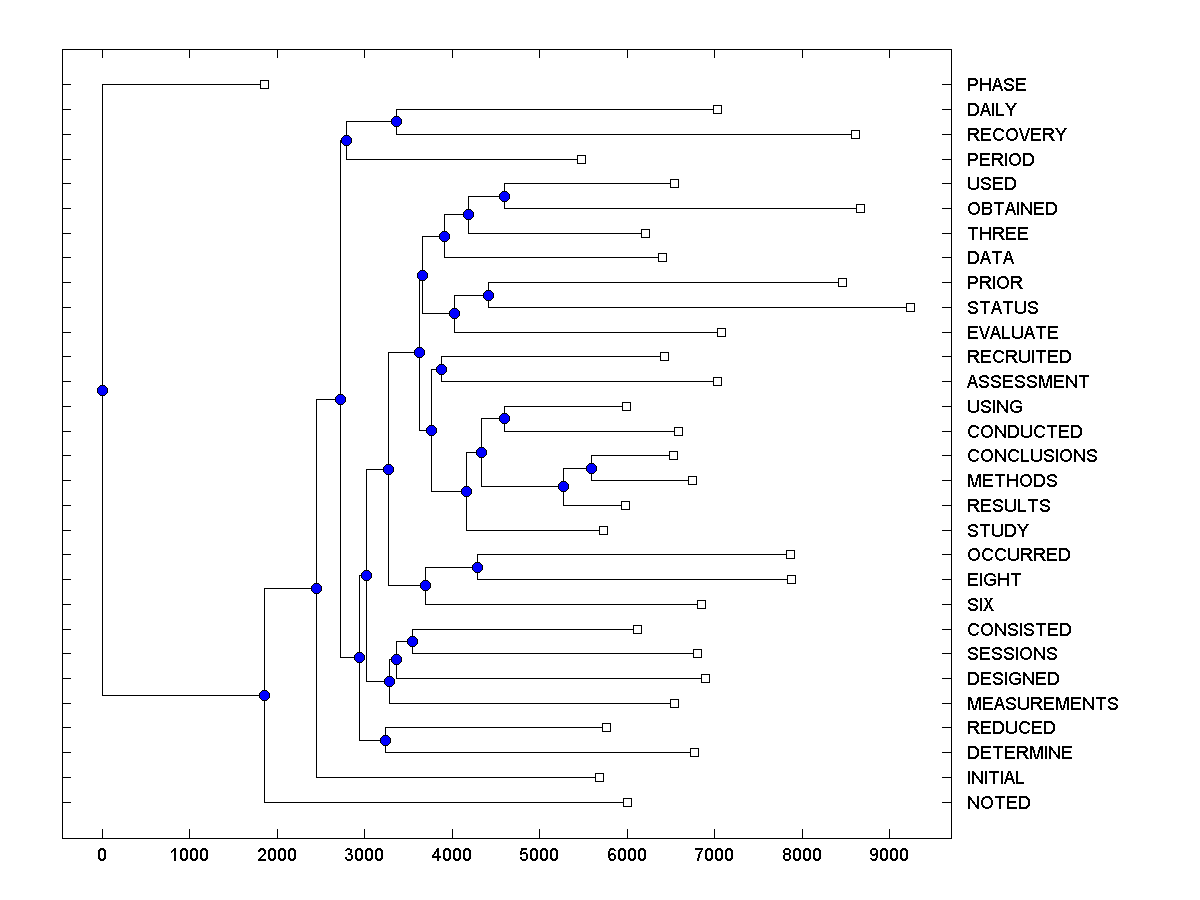 PHASE
DAILY
RECOVERY
PERIOD
USED
OBTAINED
THREE
DATA
PRIOR
STATUS
EVALUATE
RECRUITED
ASSESSMENT
USING
CONDUCTED
CONCLUSIONS
METHODS
RESULTS
STUDY
OCCURRED
EIGHT
SIX
CONSISTED
SESSIONS
DESIGNED
MEASUREMENTS
REDUCED
DETERMINE
INITIAL
NOTED
0 1000 2000 3000 4000 5000 6000 7000 8000 9000